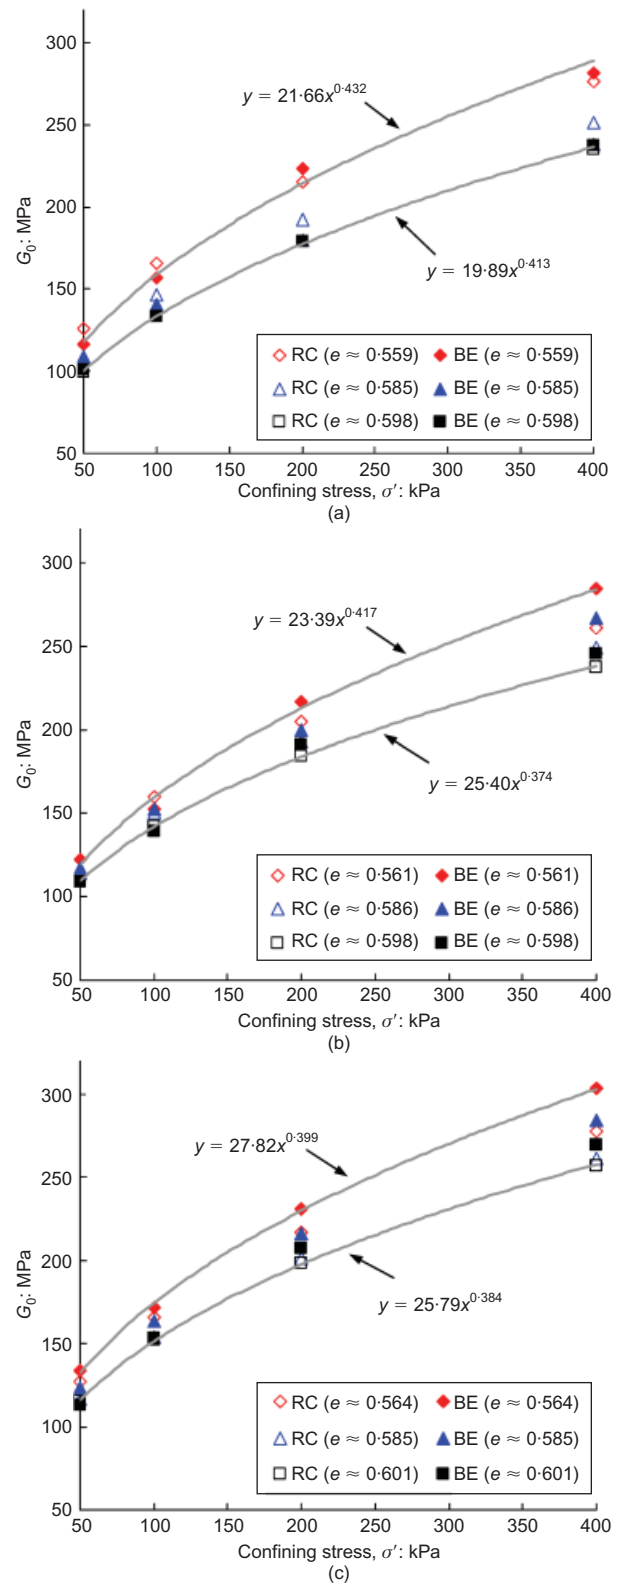 300
y = 21·66x^0·432
250
G₀: MPa
200
y = 19·89x^0·413
150
RC (e ≈ 0·559) BE (e ≈ 0·559)
100
RC (e ≈ 0·585) BE (e ≈ 0·585)
RC (e ≈ 0·598) BE (e ≈ 0·598)
50
50 100 150 200 250 300 350 400
Confining stress, σ′: kPa
(a)
300
y = 23·39x^0·417
250
G₀: MPa
200
y = 25·40x^0·374
150
RC (e ≈ 0·561) BE (e ≈ 0·561)
100
RC (e ≈ 0·586) BE (e ≈ 0·586)
RC (e ≈ 0·598) BE (e ≈ 0·598)
50
50 100 150 200 250 300 350 400
Confining stress, σ′: kPa
(b)
300
y = 27·82x^0·399
250
G₀: MPa
200
y = 25·79x^0·384
150
RC (e ≈ 0·564) BE (e ≈ 0·564)
100
RC (e ≈ 0·585) BE (e ≈ 0·585)
RC (e ≈ 0·601) BE (e ≈ 0·601)
50
50 100 150 200 250 300 350 400
Confining stress, σ′: kPa
(c)